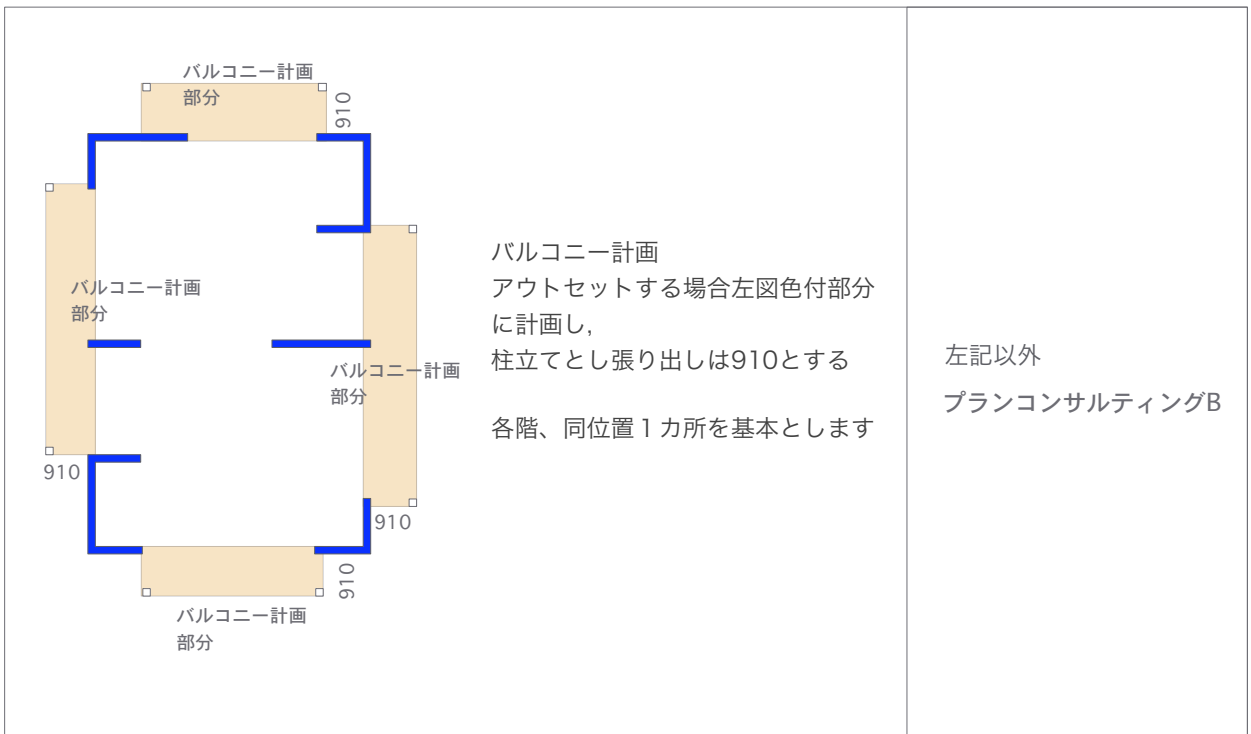 バルコニー計画
部分
910
バルコニー計画
部分
910
バルコニー計画
部分
910
バルコニー計画
部分
910
バルコニー計画
アウトセットする場合左図色付部分
に計画し,
柱立てとし張り出しは910とする
各階、同位置１カ所を基本とします
左記以外
プランコンサルティングB